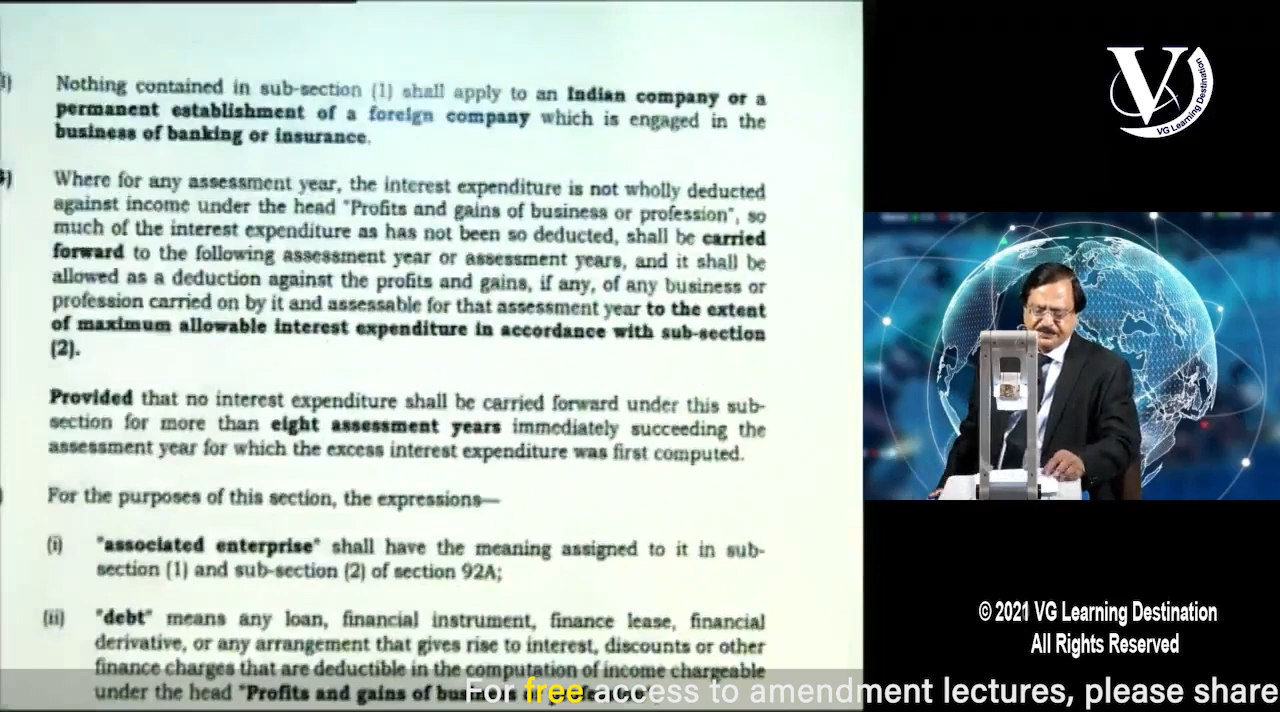 Nothing contained in sub-section (1) shall apply to an Indian company or a
permanent establishment of a foreign company which is engaged in the
business of banking or insurance.
Where for any assessment year, the interest expenditure is not wholly deducted
against income under the head "Profits and gains of business or profession", so
much of the interest expenditure as has not been so deducted, shall be carried
forward to the following assessment year or assessment years, and it shall be
allowed as a deduction against the profits and gains, if any, of any business or
profession carried on by it and assessable for that assessment year to the extent
of maximum allowable interest expenditure in accordance with sub-section
(2).
Provided that no interest expenditure shall be carried forward under this sub-
section for more than eight assessment years immediately succeeding the
assessment year for which the excess interest expenditure was first computed.
For the purposes of this section, the expressions—
(i) "associated enterprise" shall have the meaning assigned to it in sub-
section (1) and sub-section (2) of section 92A;
(ii) "debt" means any loan, financial instrument, finance lease, financial
derivative, or any arrangement that gives rise to interest, discounts or other
finance charges that are deductible in the computation of income chargeable
under the head "Profits and gains of
V
VG Learning Destination
© 2021 VG Learning Destination
All Rights Reserved
For free access to amendment lectures, please share